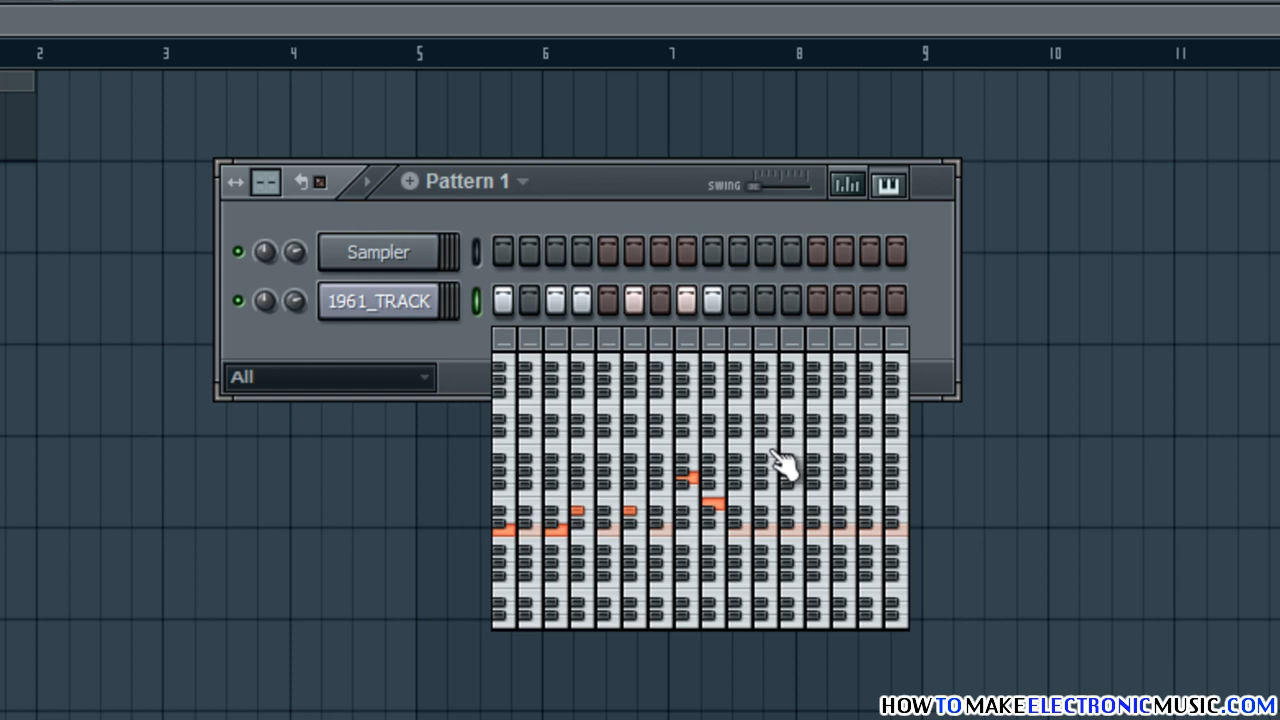 2 3 4 5 6 7 8 9 10 11
Pattern 1 SWING
Sampler
1961_TRACK
All
HOWTOMAKEELECTRONICMUSIC.COM